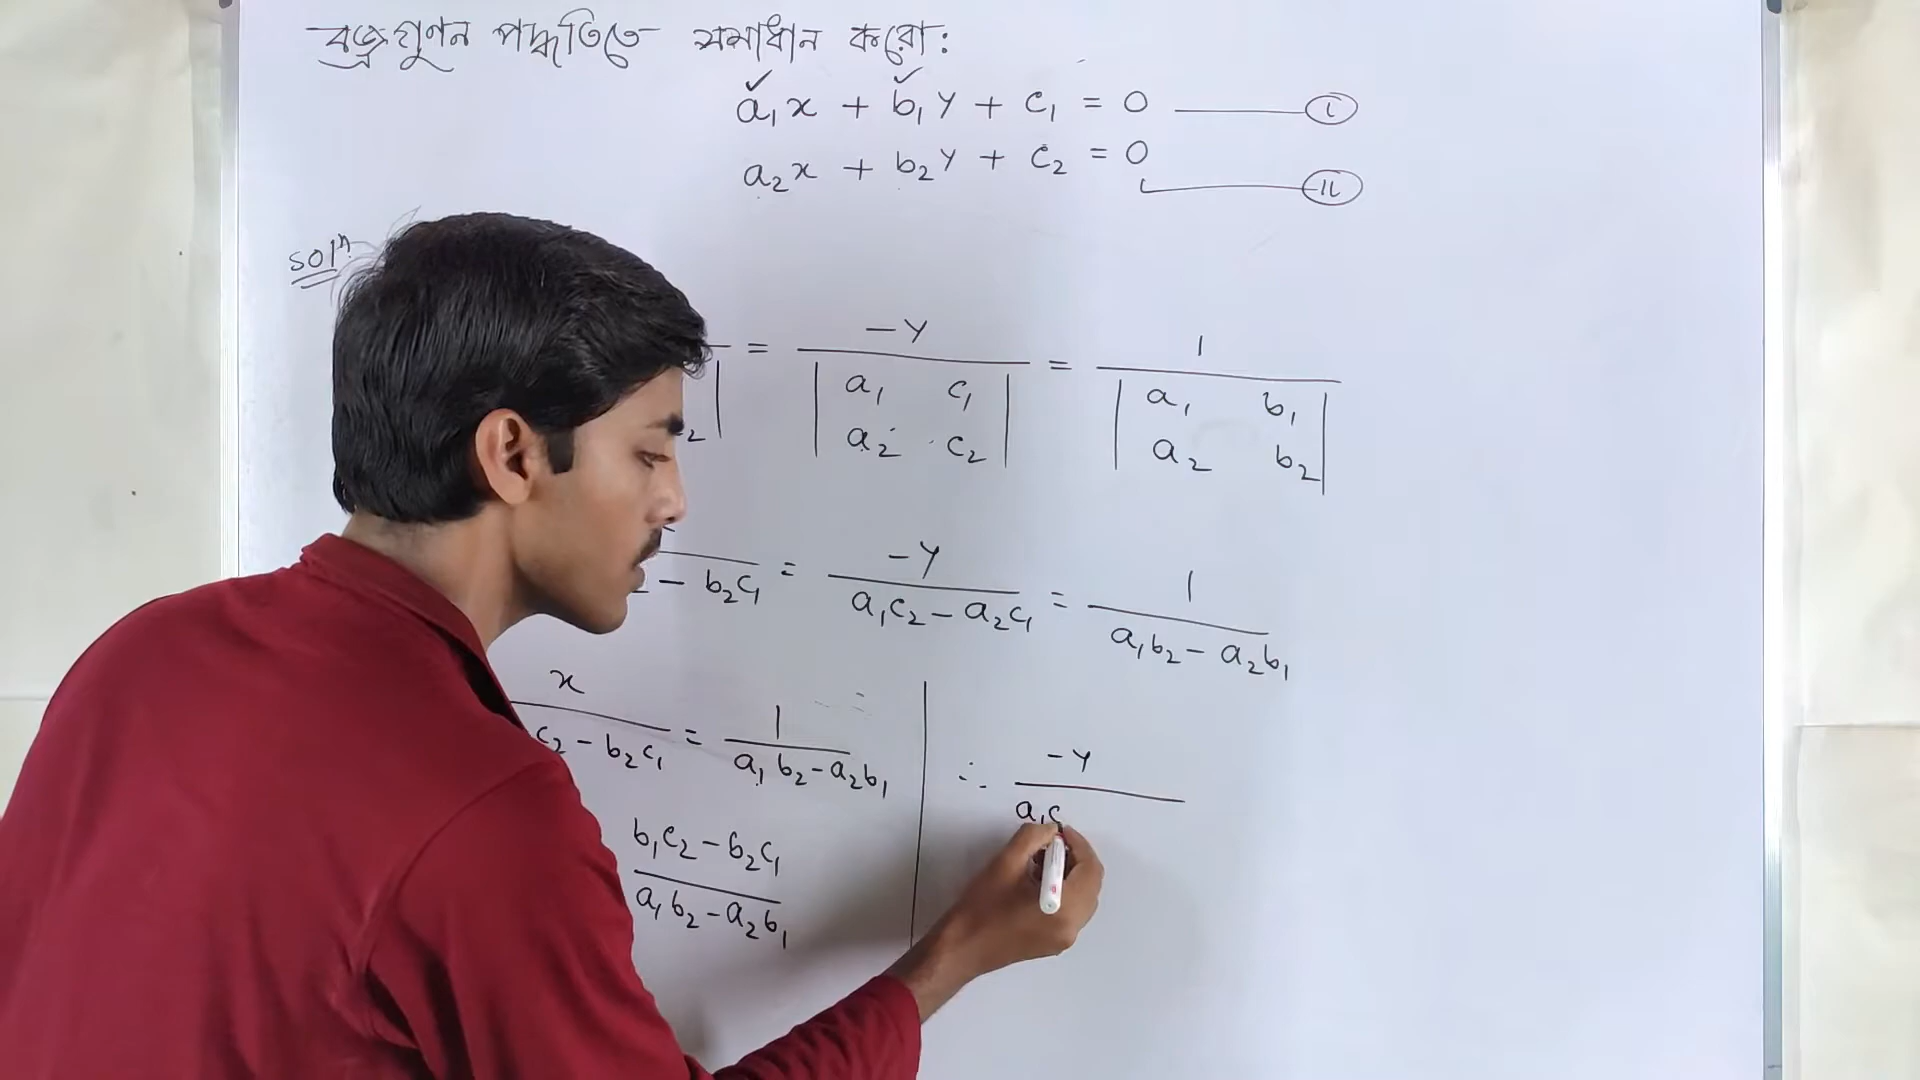 বজ্রগুণন পদ্ধতিতে সমাধান করো:
a₁x + b₁y + c₁ = 0 —— (i)
a₂x + b₂y + c₂ = 0 —— (ii)
solⁿ
= -y / |a₁ c₁| = 1 / |a₁ b₁|
₂| |a₂ c₂| |a₂ b₂|
- b₂c₁ = -y / a₁c₂ - a₂c₁ = 1 / a₁b₂ - a₂b₁
x / c₂ - b₂c₁ = 1 / a₁b₂ - a₂b₁
b₁c₂ - b₂c₁ / a₁b₂ - a₂b₁
∴ -y / a₁c